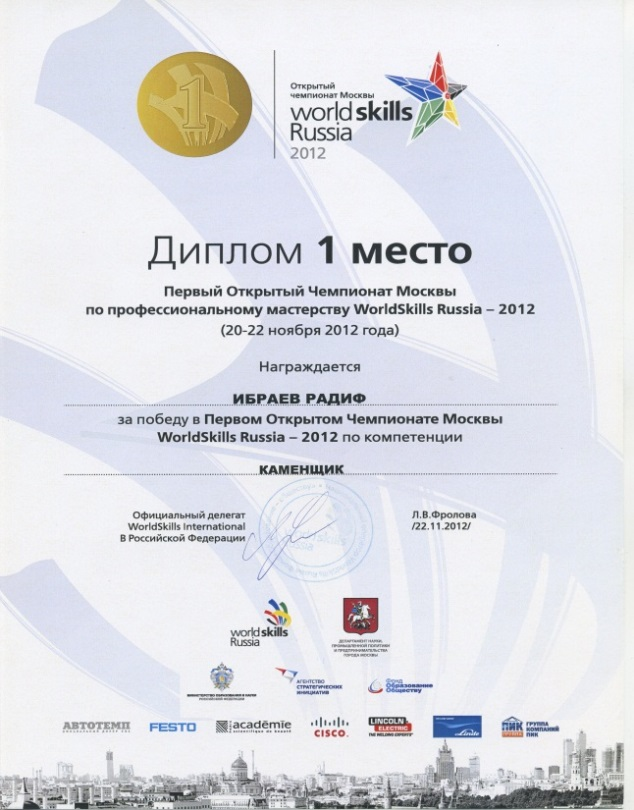 1
Открытый
чемпионат Москвы
worldskills
Russia
2012
Диплом 1 место
Первый Открытый Чемпионат Москвы
по профессиональному мастерству WorldSkills Russia – 2012
(20-22 ноября 2012 года)
Награждается
ИБРАЕВ РАДИФ
за победу в Первом Открытом Чемпионате Москвы
WorldSkills Russia – 2012 по компетенции
КАМЕНЩИК
Официальный делегат
WorldSkills International
В Российской Федерации
Л.В.Фролова
/22.11.2012/
worldskills
Russia
ДЕПАРТАМЕНТ НАУКИ,
ПРОМЫШЛЕННОЙ ПОЛИТИКИ
И ПРЕДПРИНИМАТЕЛЬСТВА
ГОРОДА МОСКВЫ
МИНИСТЕРСТВО ОБРАЗОВАНИЯ И НАУКИ
РОССИЙСКОЙ ФЕДЕРАЦИИ
АГЕНТСТВО
СТРАТЕГИЧЕСКИХ
ИНИЦИАТИВ
Фонд
Образование
Обществу
АВТОТЕМП
FESTO
académie
scientifique de beauté
CISCO
LINCOLN
ELECTRIC
THE WELDING EXPERTS
Linde
ПИК
ГРУППА
КОМПАНИЙ
ПИК